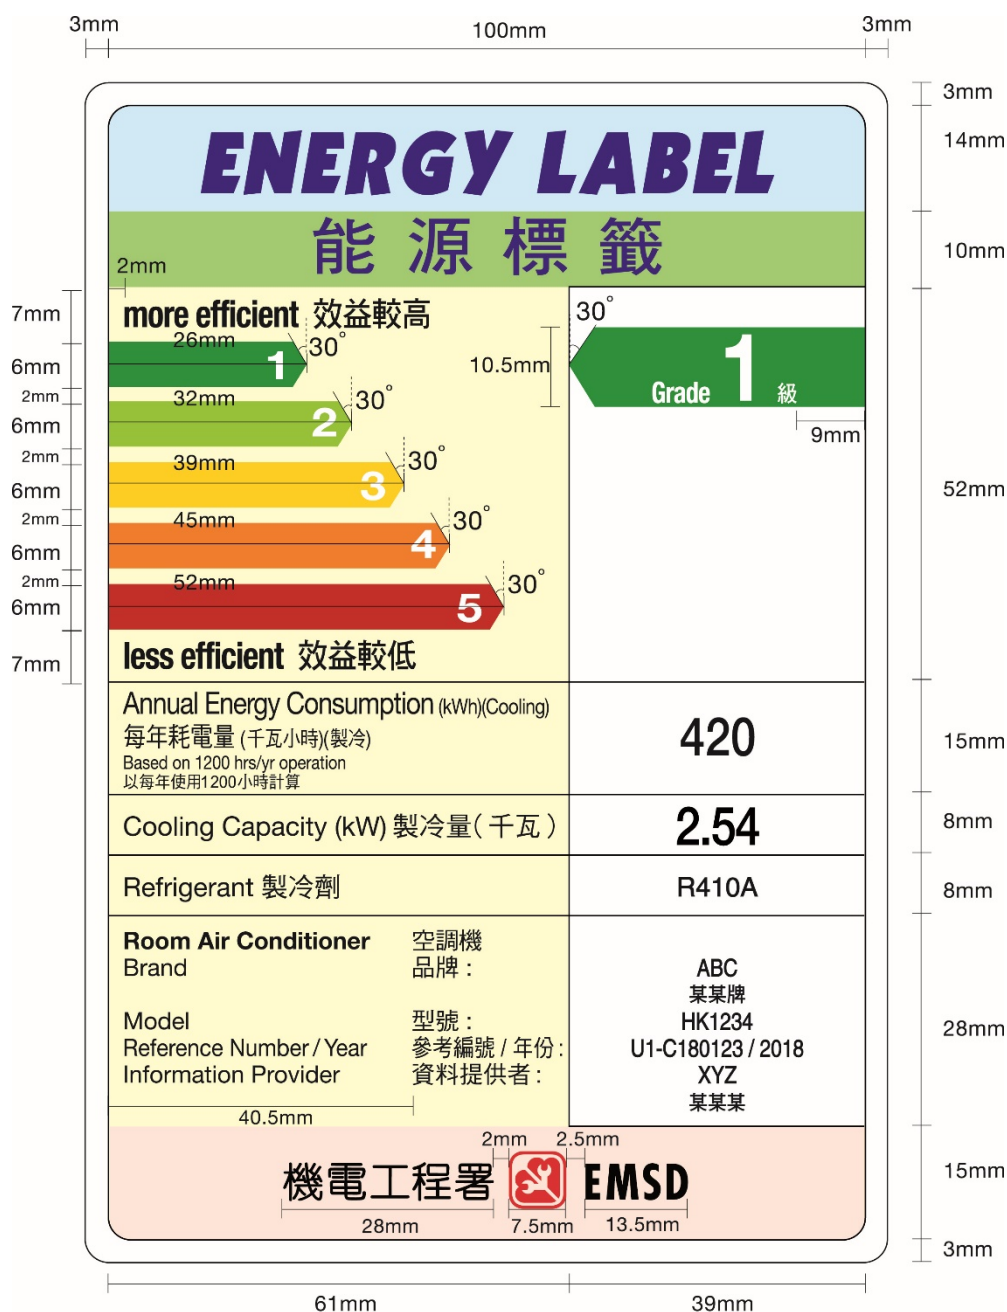 3mm 100mm 3mm
3mm
ENERGY LABEL
14mm
能源標籤
10mm
2mm
7mm
more efficient 效益較高
30°
6mm
26mm
1
30°
10.5mm
Grade 1 級
9mm
2mm
6mm
32mm
2
30°
2mm
6mm
39mm
3
30°
52mm
2mm
6mm
45mm
4
30°
2mm
6mm
52mm
5
30°
7mm
less efficient 效益較低
Annual Energy Consumption (kWh)(Cooling)
每年耗電量 (千瓦小時)(製冷)
Based on 1200 hrs/yr operation
以每年使用1200小時計算
420
15mm
Cooling Capacity (kW) 製冷量(千瓦)
2.54
8mm
Refrigerant 製冷劑
R410A
8mm
Room Air Conditioner 空調機
Brand 品牌 :
ABC
某某牌
Model 型號 :
HK1234
28mm
Reference Number / Year 參考編號 / 年份 :
U1-C180123 / 2018
Information Provider 資料提供者 :
XYZ
某某某
40.5mm
2mm 2.5mm
機電工程署 EMSD
15mm
28mm 7.5mm 13.5mm
3mm
61mm 39mm